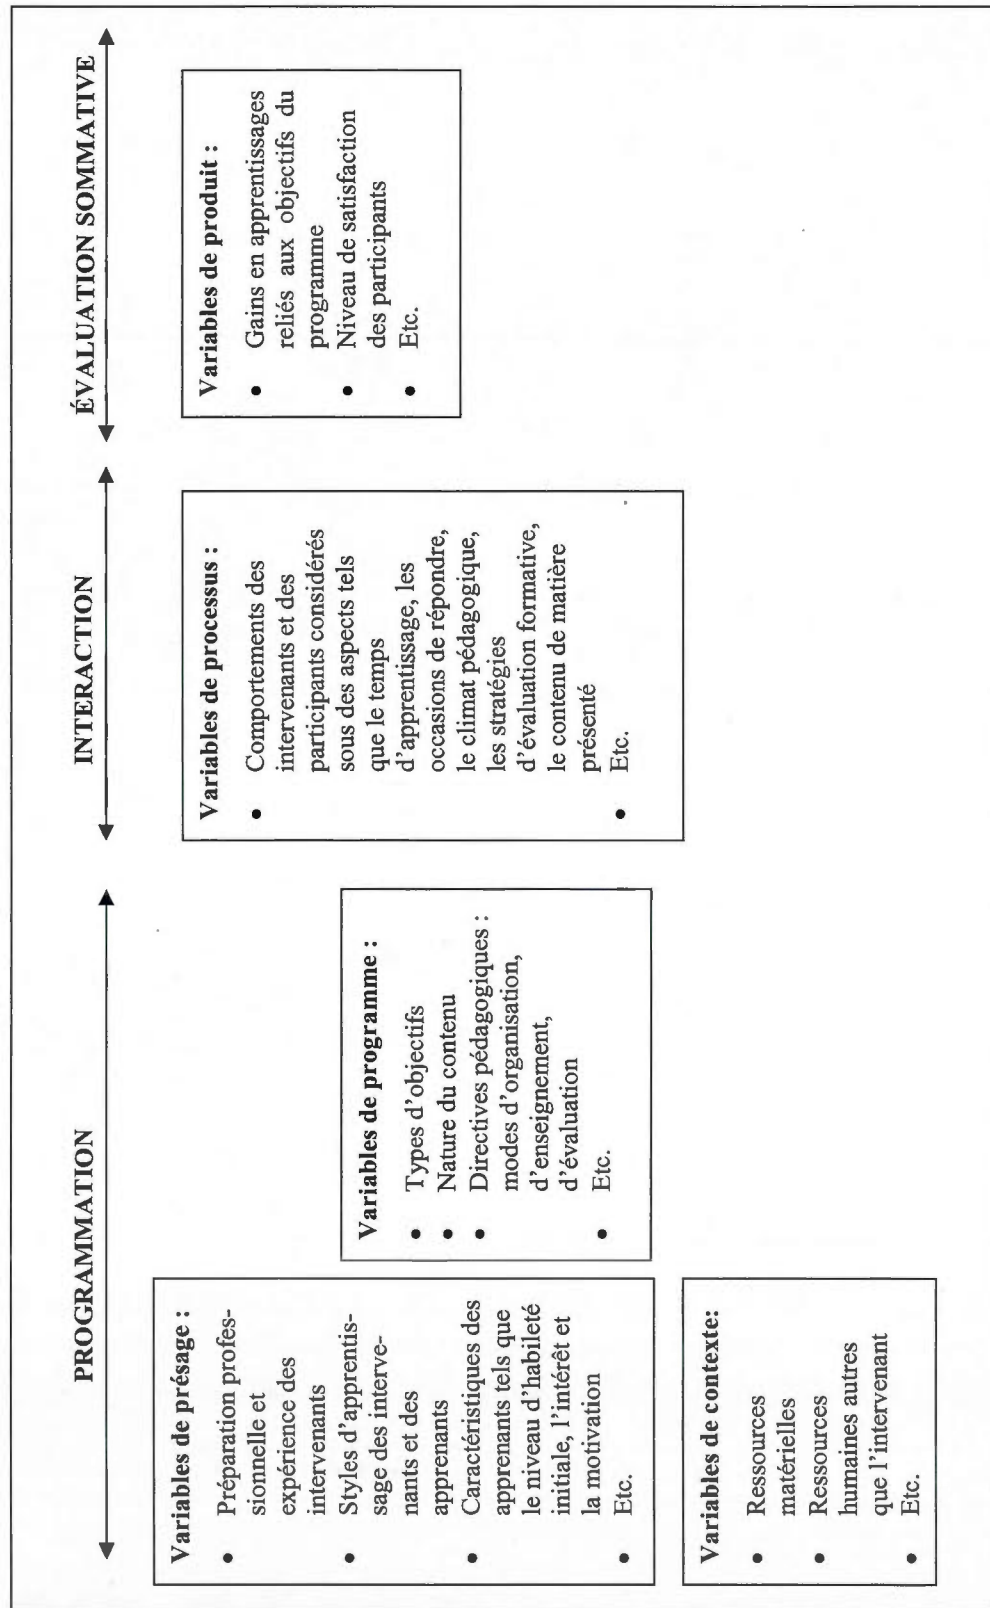 PROGRAMMATION
Variables de présage :
• Préparation profes-
sionnelle et
expérience des
intervenants
• Styles d'apprentis-
sage des interve-
nants et des
apprenants
• Caractéristiques des
apprenants tels que
le niveau d'habileté
initiale, l'intérêt et
la motivation
• Etc.
Variables de contexte:
• Ressources
matérielles
• Ressources
humaines autres
que l'intervenant
• Etc.
Variables de programme :
• Types d'objectifs
• Nature du contenu
• Directives pédagogiques :
modes d'organisation,
d'enseignement,
d'évaluation
• Etc.
INTERACTION
Variables de processus :
• Comportements des
intervenants et des
participants considérés
sous des aspects tels
que le temps
d'apprentissage, les
occasions de répondre,
le climat pédagogique,
les stratégies
d'évaluation formative,
le contenu de matière
présenté
• Etc.
ÉVALUATION SOMMATIVE
Variables de produit :
• Gains en apprentissages
reliés aux objectifs du
programme
• Niveau de satisfaction
des participants
• Etc.